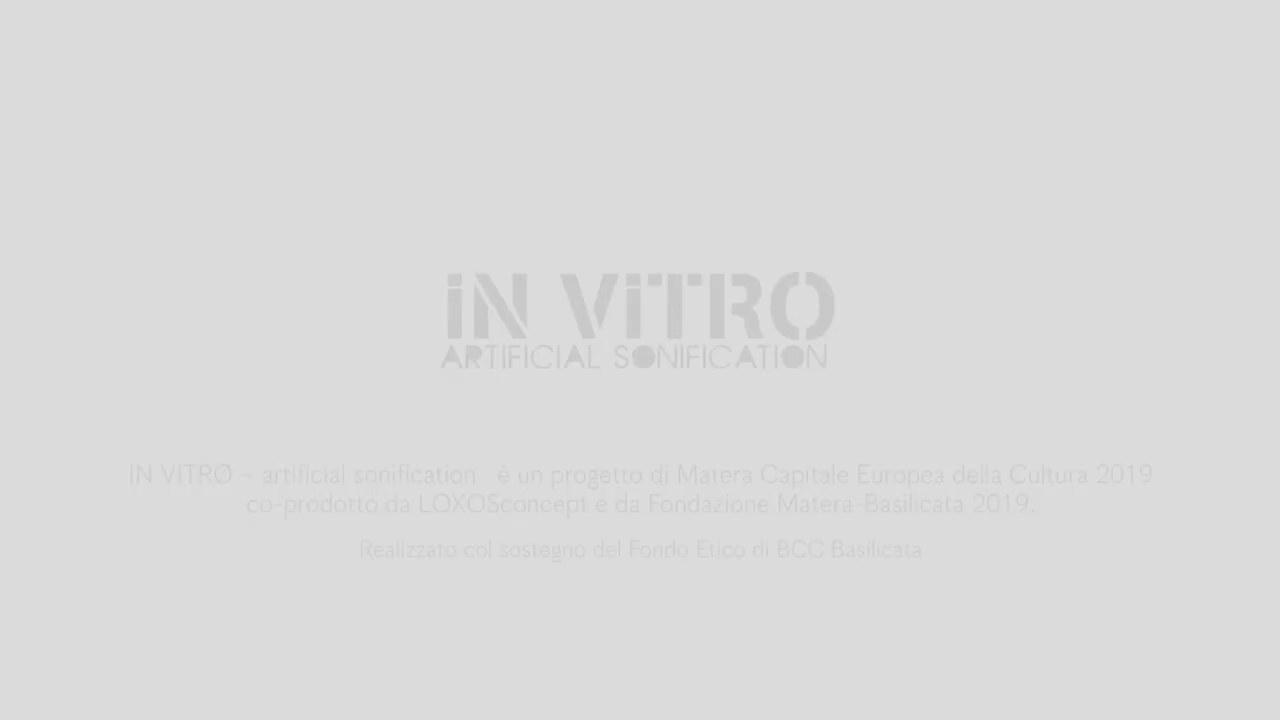 iN ViTRO
ARTIFICIAL SONIFICATION
IN VITRO – artificial sonification è un progetto di Matera Capitale Europea della Cultura 2019
co-prodotto da LOXOSconcept e da Fondazione Matera-Basilicata 2019.
Realizzato col sostegno del Fondo Etico di BCC Basilicata